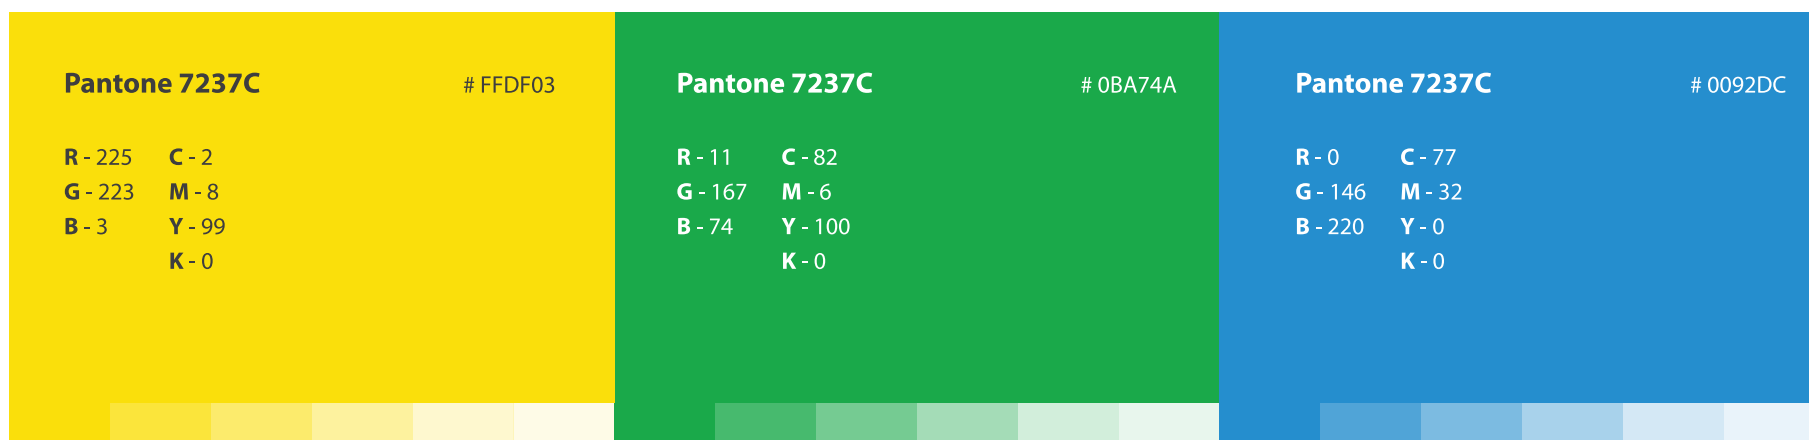 Pantone 7237C # FFDF03
R - 225 C - 2
G - 223 M - 8
B - 3 Y - 99
K - 0
Pantone 7237C # 0BA74A
R - 11 C - 82
G - 167 M - 6
B - 74 Y - 100
K - 0
Pantone 7237C # 0092DC
R - 0 C - 77
G - 146 M - 32
B - 220 Y - 0
K - 0